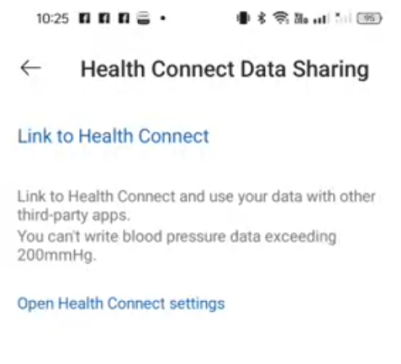 10:25
95
Health Connect Data Sharing
Link to Health Connect
Link to Health Connect and use your data with other
third-party apps.
You can't write blood pressure data exceeding
200mmHg.
Open Health Connect settings